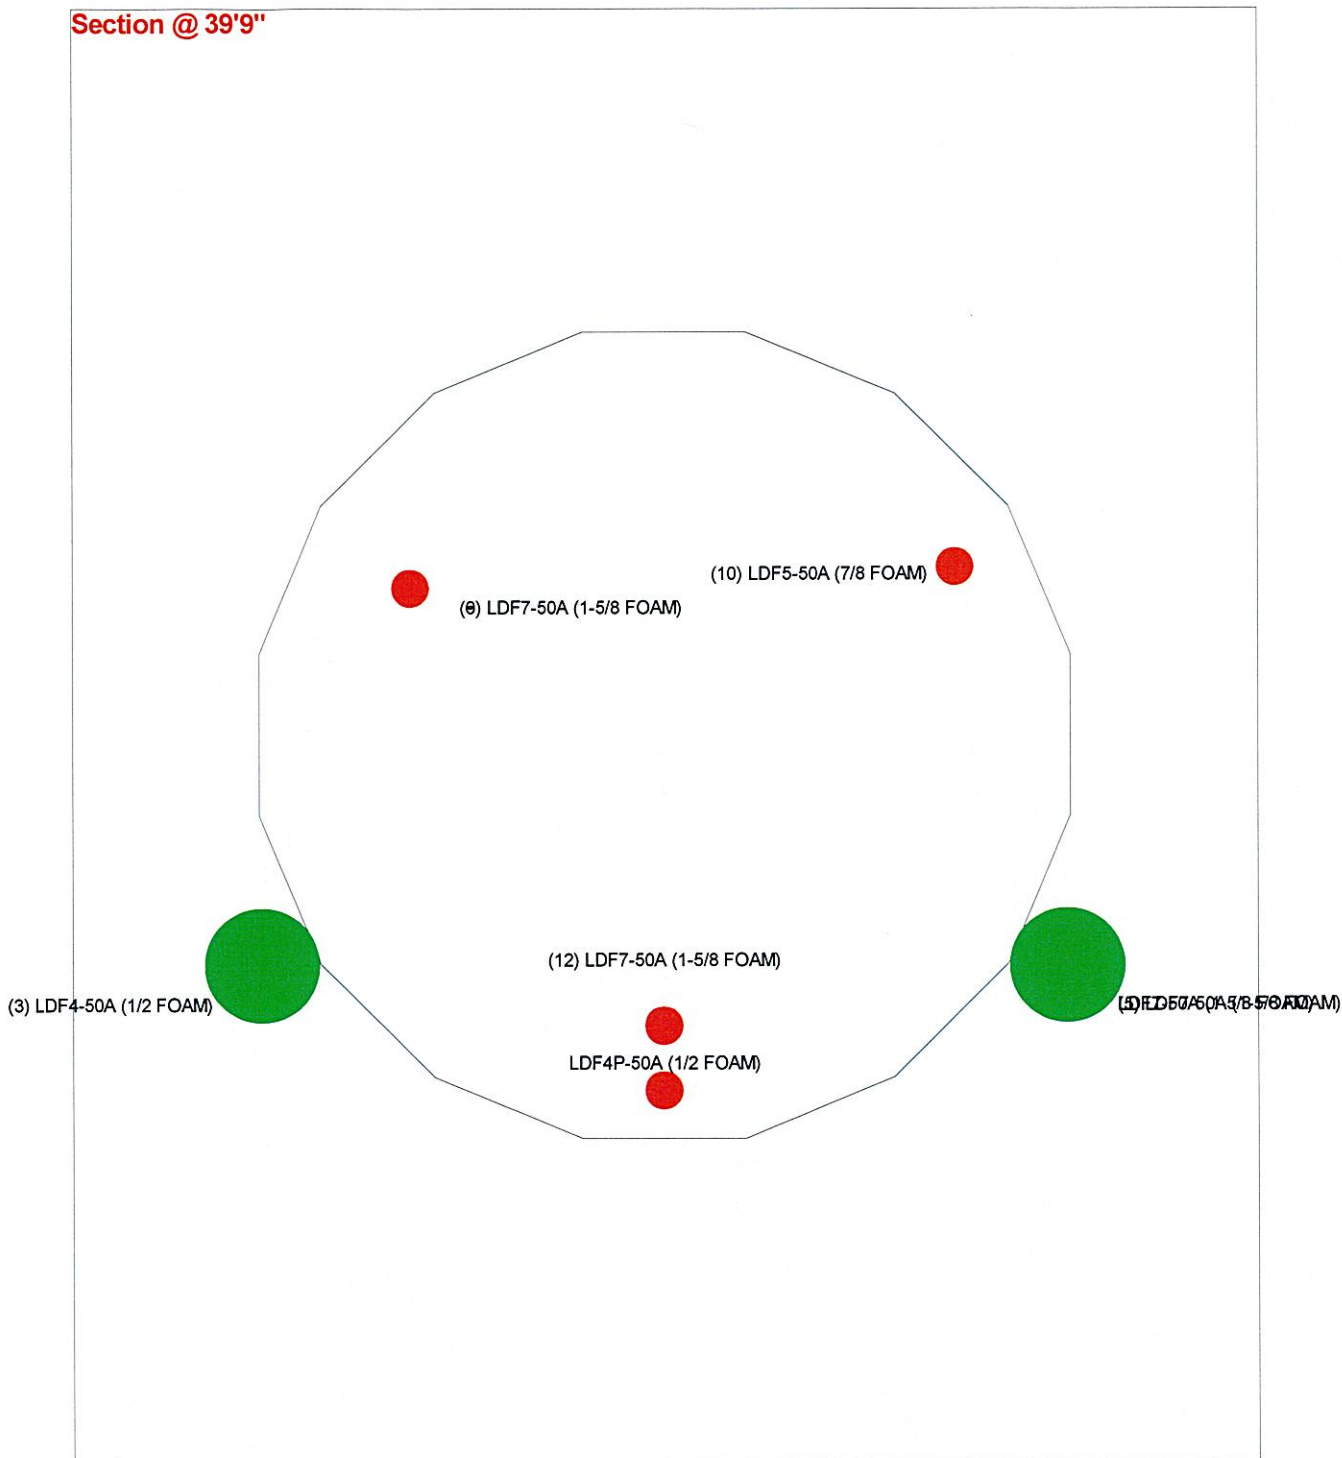 Section @ 39'9"
(10) LDF5-50A (7/8 FOAM)
LDF7-50A (1-5/8 FOAM)
(12) LDF7-50A (1-5/8 FOAM)
(3) LDF4-50A (1/2 FOAM)
LDF4P-50A (1/2 FOAM)